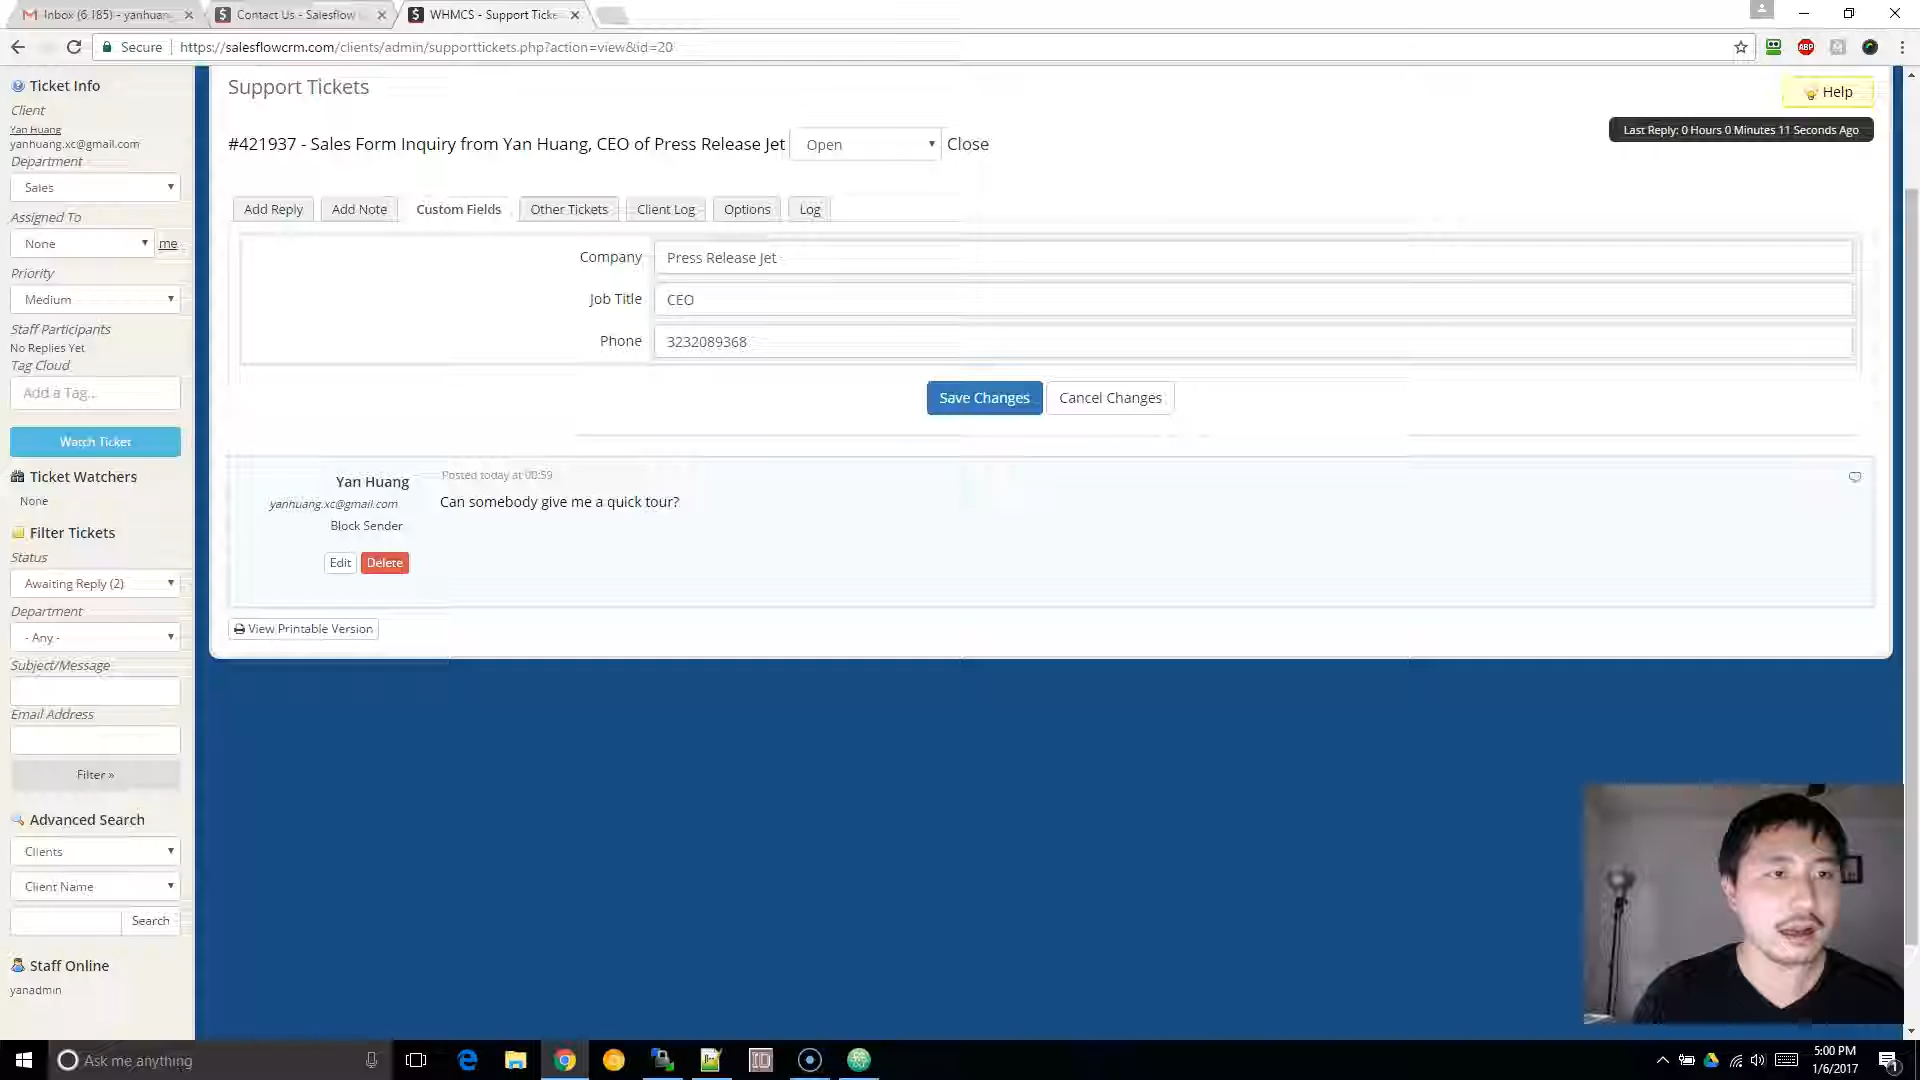 Inbox (6,185) - yanhuan
Contact Us - Salesflow
WHMCS - Support Ticke
Secure
https://salesflowcrm.com/clients/admin/supporttickets.php?action=view&id=20
ABP
Ticket Info
Client
Yan Huang
yanhuang.xc@gmail.com
Department
Sales
Assigned To
None
me
Priority
Medium
Staff Participants
No Replies Yet
Tag Cloud
Add a Tag...
Watch Ticket
Ticket Watchers
None
Filter Tickets
Status
Awaiting Reply (2)
Department
- Any -
Subject/Message
Email Address
Filter »
Advanced Search
Clients
Client Name
Search
Staff Online
yanadmin
Support Tickets
Help
Last Reply: 0 Hours 0 Minutes 11 Seconds Ago
#421937 - Sales Form Inquiry from Yan Huang, CEO of Press Release Jet
Open
Close
Add Reply
Add Note
Custom Fields
Other Tickets
Client Log
Options
Log
Company
Press Release Jet
Job Title
CEO
Phone
3232089368
Save Changes
Cancel Changes
Yan Huang
yanhuang.xc@gmail.com
Block Sender
Edit
Delete
Posted today at 00:59
Can somebody give me a quick tour?
View Printable Version
Ask me anything
5:00 PM
1/6/2017